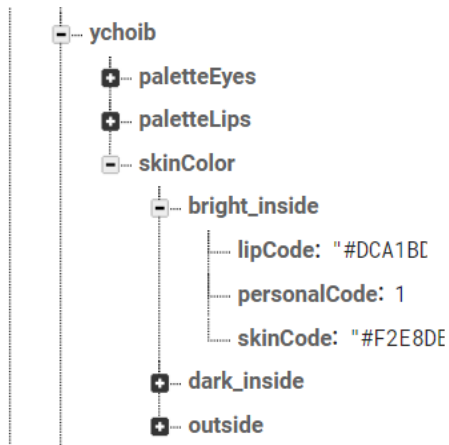 ychoib
paletteEyes
paletteLips
skinColor
bright_inside
lipCode: "#DCA1BD
personalCode: 1
skinCode: "#F2E8DE
dark_inside
outside